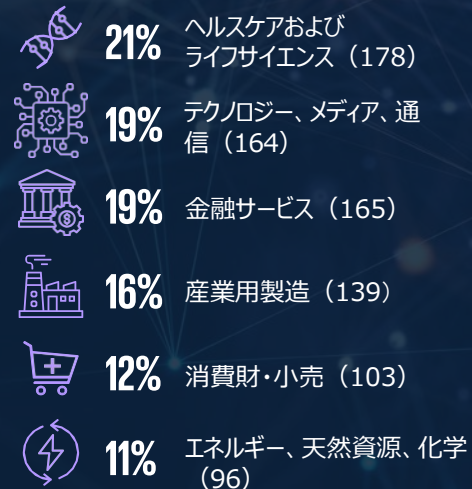 21% ヘルスケアおよび
ライフサイエンス（178）
19% テクノロジー、メディア、通
信（164）
19% 金融サービス（165）
16% 産業用製造（139）
12% 消費財・小売（103）
11% エネルギー、天然資源、化学
（96）